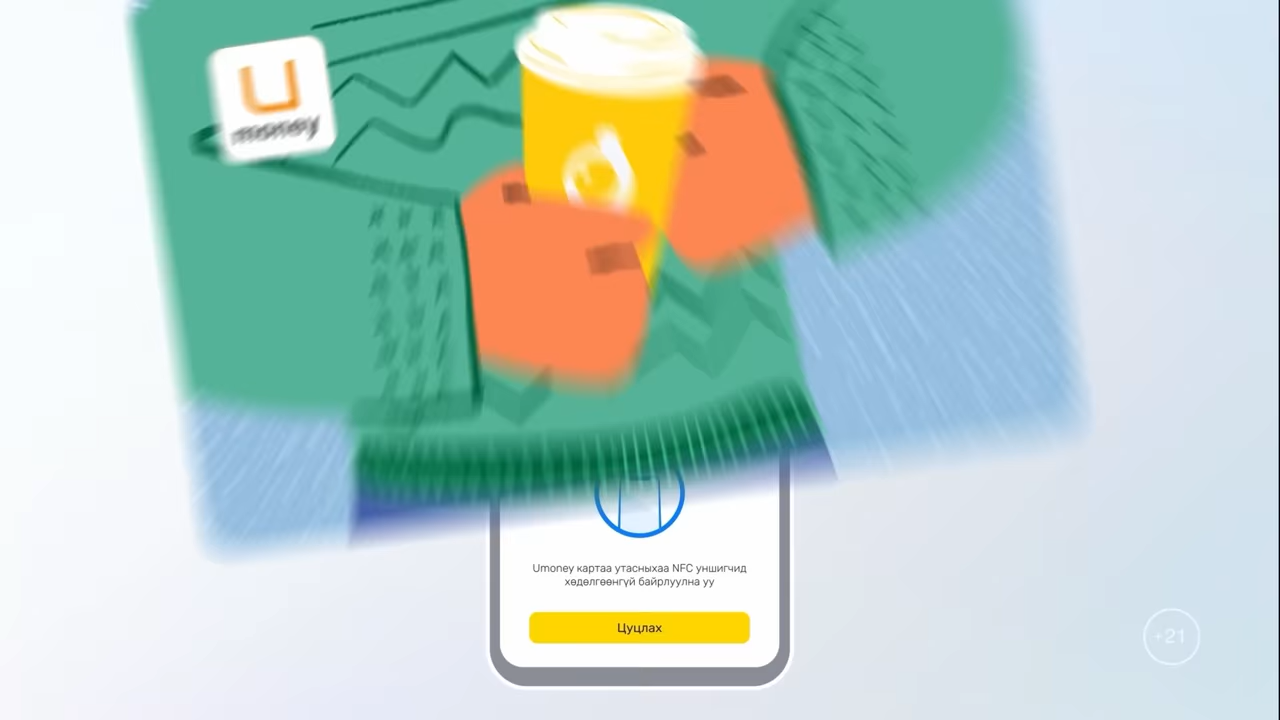 U
money
Umoney картаа утасныхаа NFC уншигчид
хөдөлгөөнгүй байрлуулна уу
Цуцлах
+21